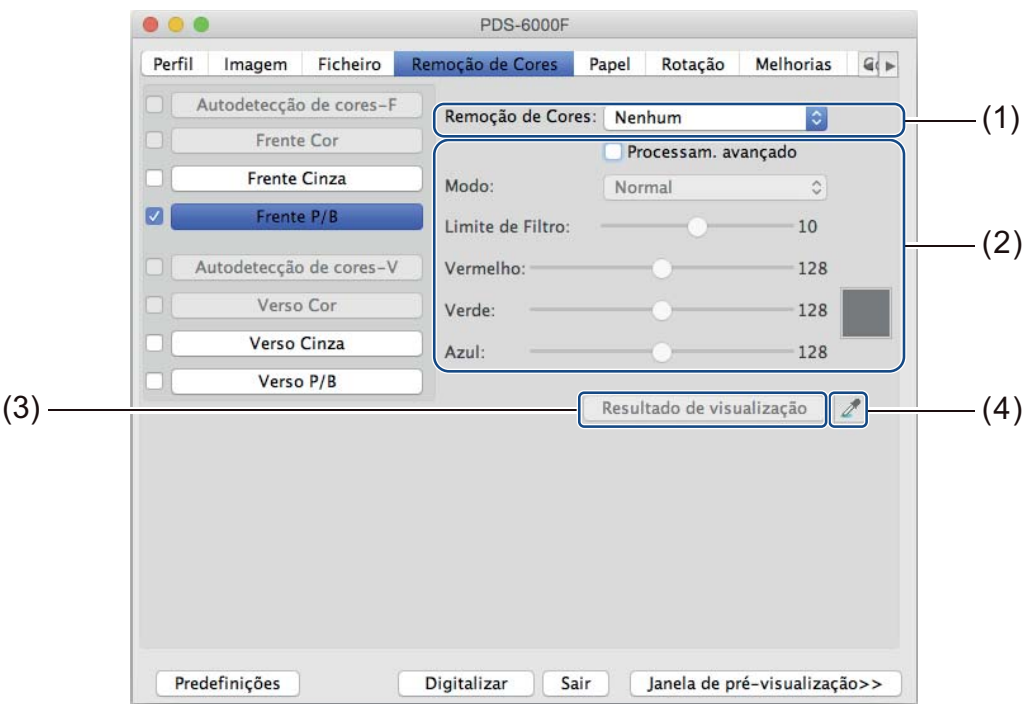 PDS-6000F
Perfil Imagem Ficheiro Remoção de Cores Papel Rotação Melhorias
Autodetecção de cores-F
Frente Cor
Frente Cinza
Frente P/B
Autodetecção de cores-V
Verso Cor
Verso Cinza
Verso P/B
Remoção de Cores: Nenhum
(1)
Processam. avançado
Modo: Normal
Limite de Filtro: 10
(2)
Vermelho: 128
Verde: 128
Azul: 128
(3)
Resultado de visualização
(4)
Predefinições Digitalizar Sair Janela de pré-visualização>>